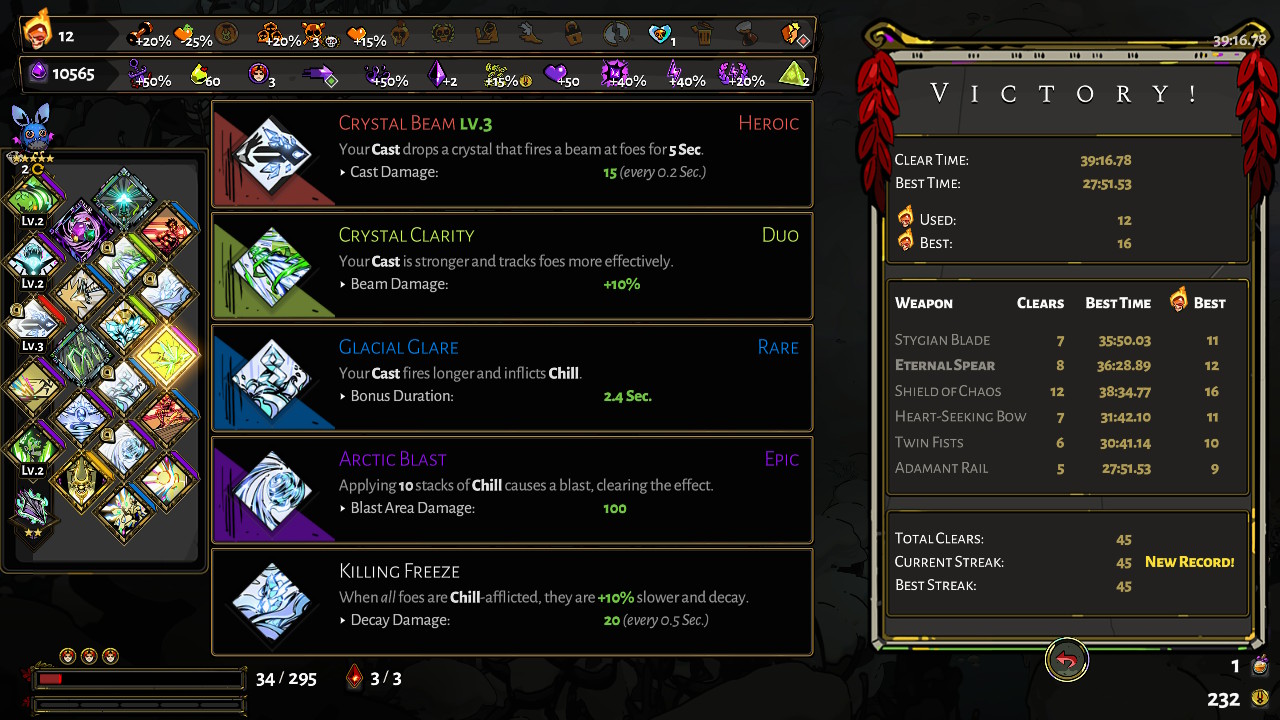 12
+20%
-25%
+20%
3
+15%
1
10565
+50%
60
3
+50%
+2
+15%
+50
+40%
+40%
+20%
2
2
Lv.2
Lv.2
Lv.3
Lv.2
CRYSTAL BEAM LV.3 HEROIC
Your Cast drops a crystal that fires a beam at foes for 5 Sec.
‣ Cast Damage: 15 (every 0.2 Sec.)
CRYSTAL CLARITY DUO
Your Cast is stronger and tracks foes more effectively.
‣ Beam Damage: +10%
GLACIAL GLARE RARE
Your Cast fires longer and inflicts Chill.
‣ Bonus Duration: 2.4 Sec.
ARCTIC BLAST EPIC
Applying 10 stacks of Chill causes a blast, clearing the effect.
‣ Blast Area Damage: 100
KILLING FREEZE
When all foes are Chill-afflicted, they are +10% slower and decay.
‣ Decay Damage: 20 (every 0.5 Sec.)
34 / 295
3 / 3
39:16.78
VICTORY!
CLEAR TIME: 39:16.78
BEST TIME: 27:51.53
USED: 12
BEST: 16
WEAPON CLEARS BEST TIME BEST
STYGIAN BLADE 7 35:50.03 11
ETERNAL SPEAR 8 36:28.89 12
SHIELD OF CHAOS 12 38:34.77 16
HEART-SEEKING BOW 7 31:42.10 11
TWIN FISTS 6 30:41.14 10
ADAMANT RAIL 5 27:51.53 9
TOTAL CLEARS: 45
CURRENT STREAK: 45 NEW RECORD!
BEST STREAK: 45
1
232